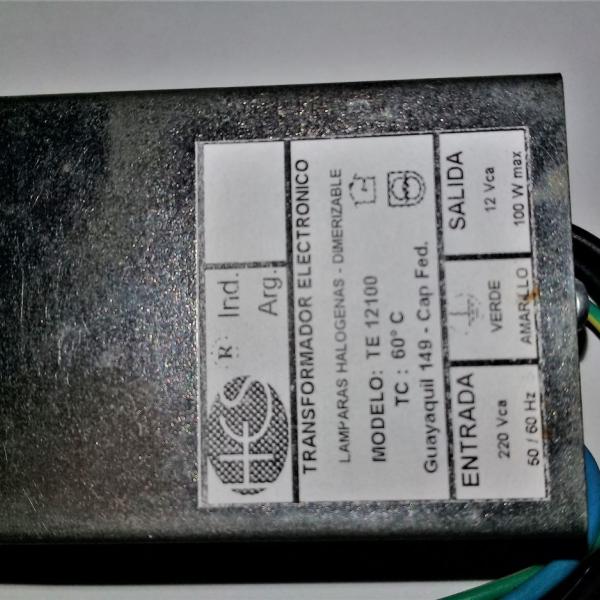 HCS
R
Ind.
Arg.
TRANSFORMADOR ELECTRONICO
LAMPARAS HALOGENAS - DIMERIZABLE
MODELO: TE 12100
TC : 60° C
Guayaquil 149 - Cap Fed.
ENTRADA
220 Vca
50 / 60 Hz
VERDE
AMARILLO
SALIDA
12 Vca
100 W max